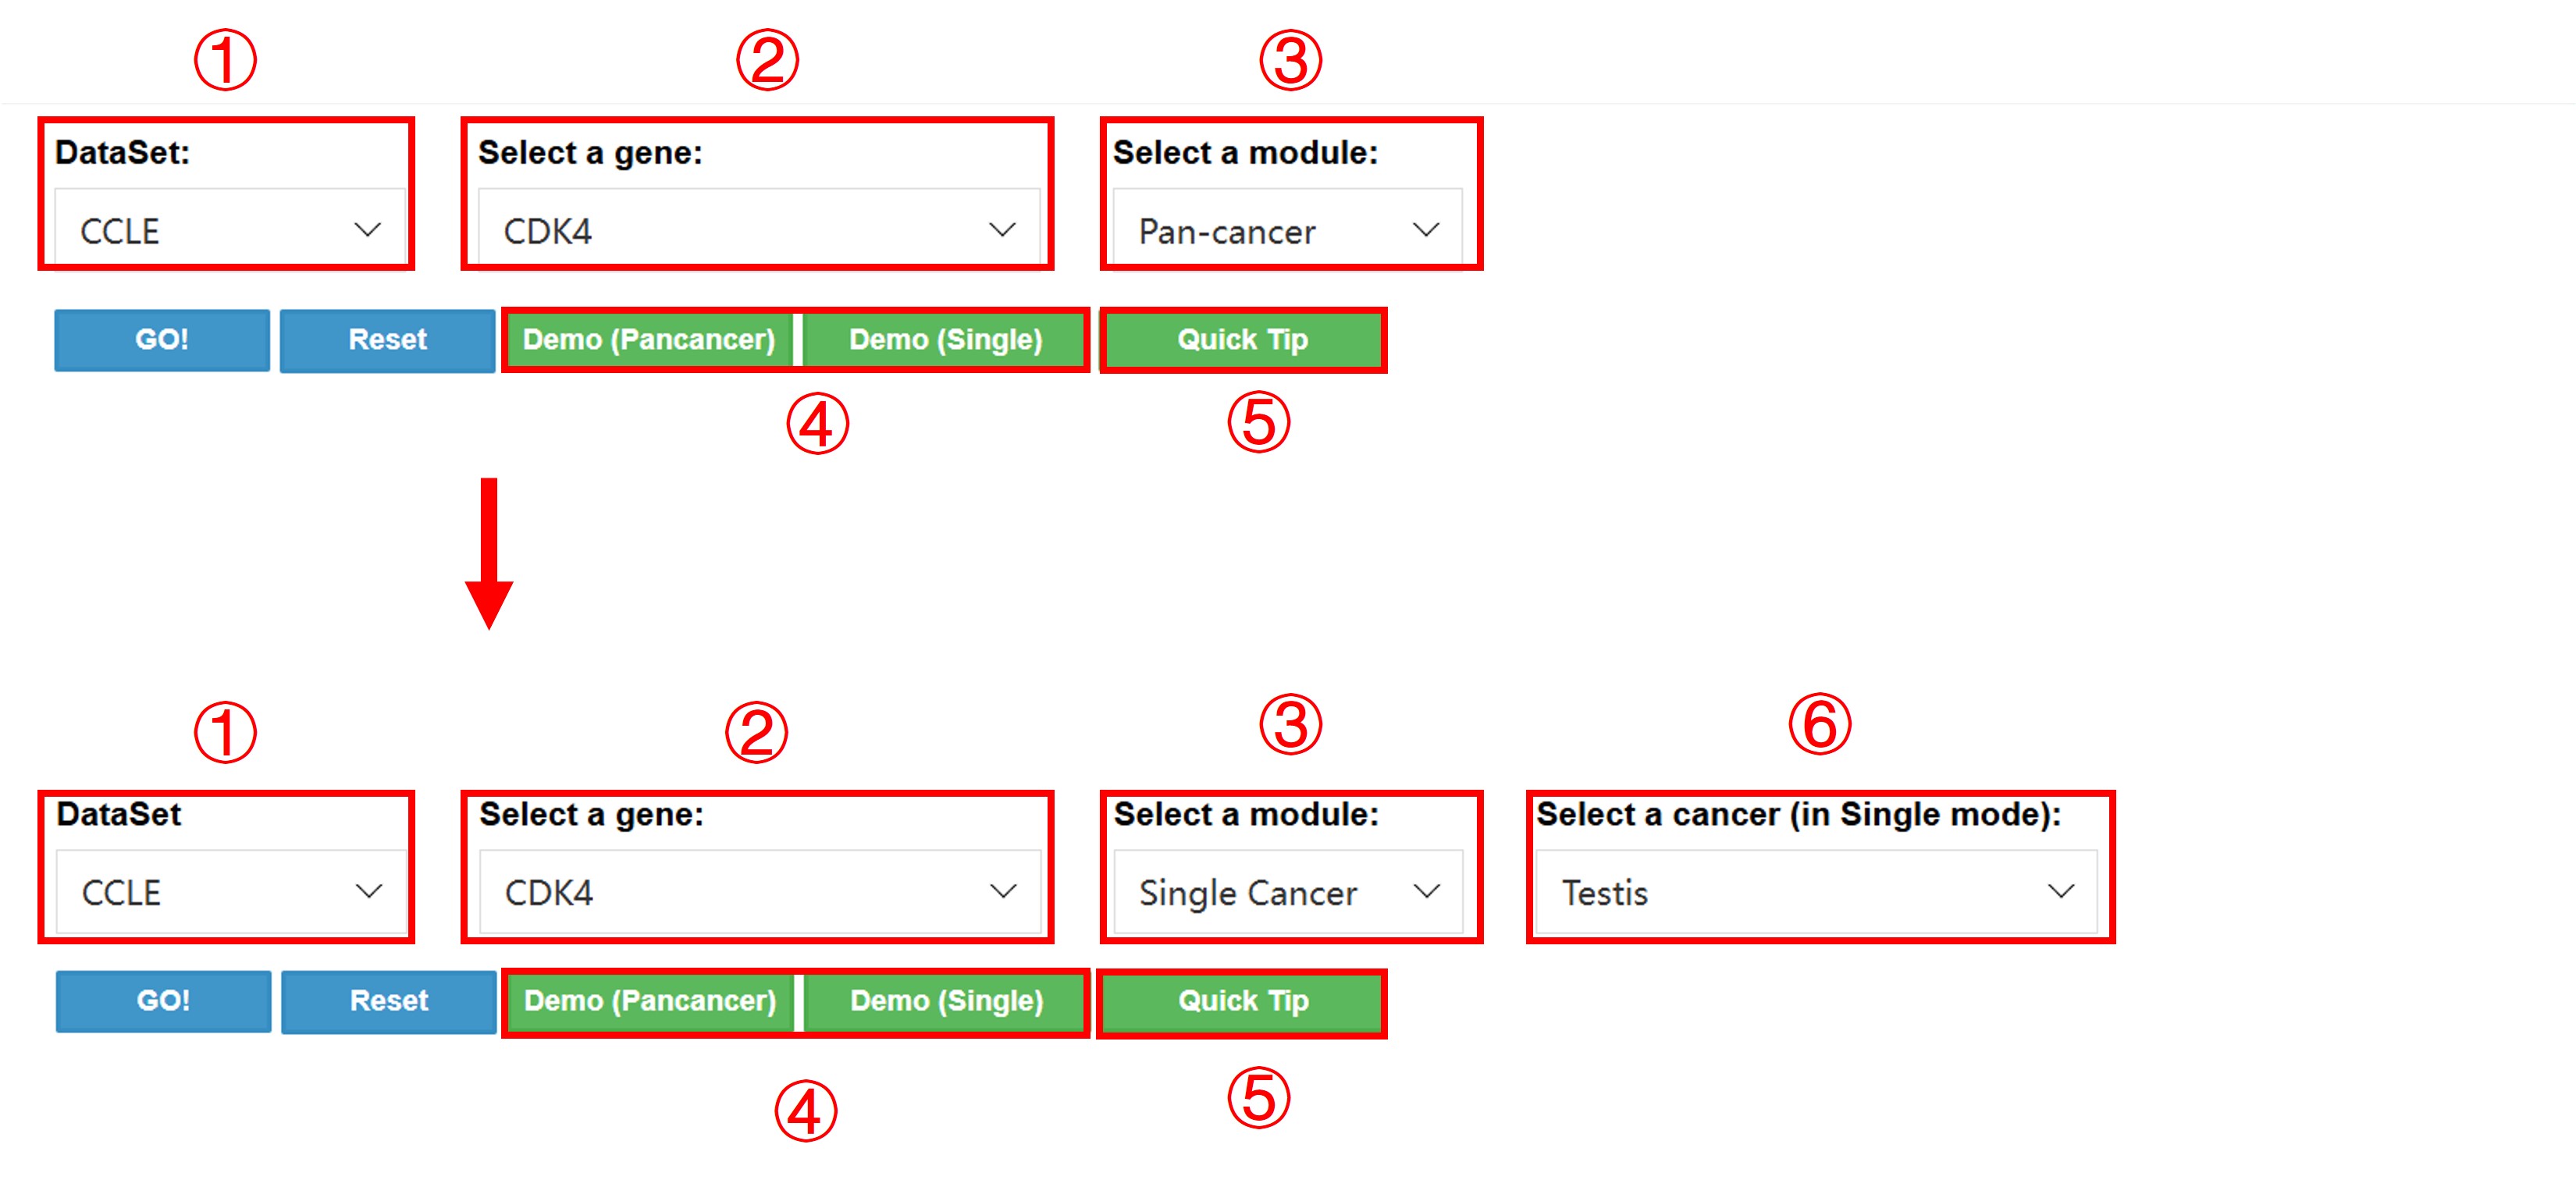 ① ② ③
DataSet: Select a gene: Select a module:
CCLE CDK4 Pan-cancer
GO! Reset Demo (Pancancer) Demo (Single) Quick Tip
④ ⑤
① ② ③ ⑥
DataSet Select a gene: Select a module: Select a cancer (in Single mode):
CCLE CDK4 Single Cancer Testis
GO! Reset Demo (Pancancer) Demo (Single) Quick Tip
④ ⑤